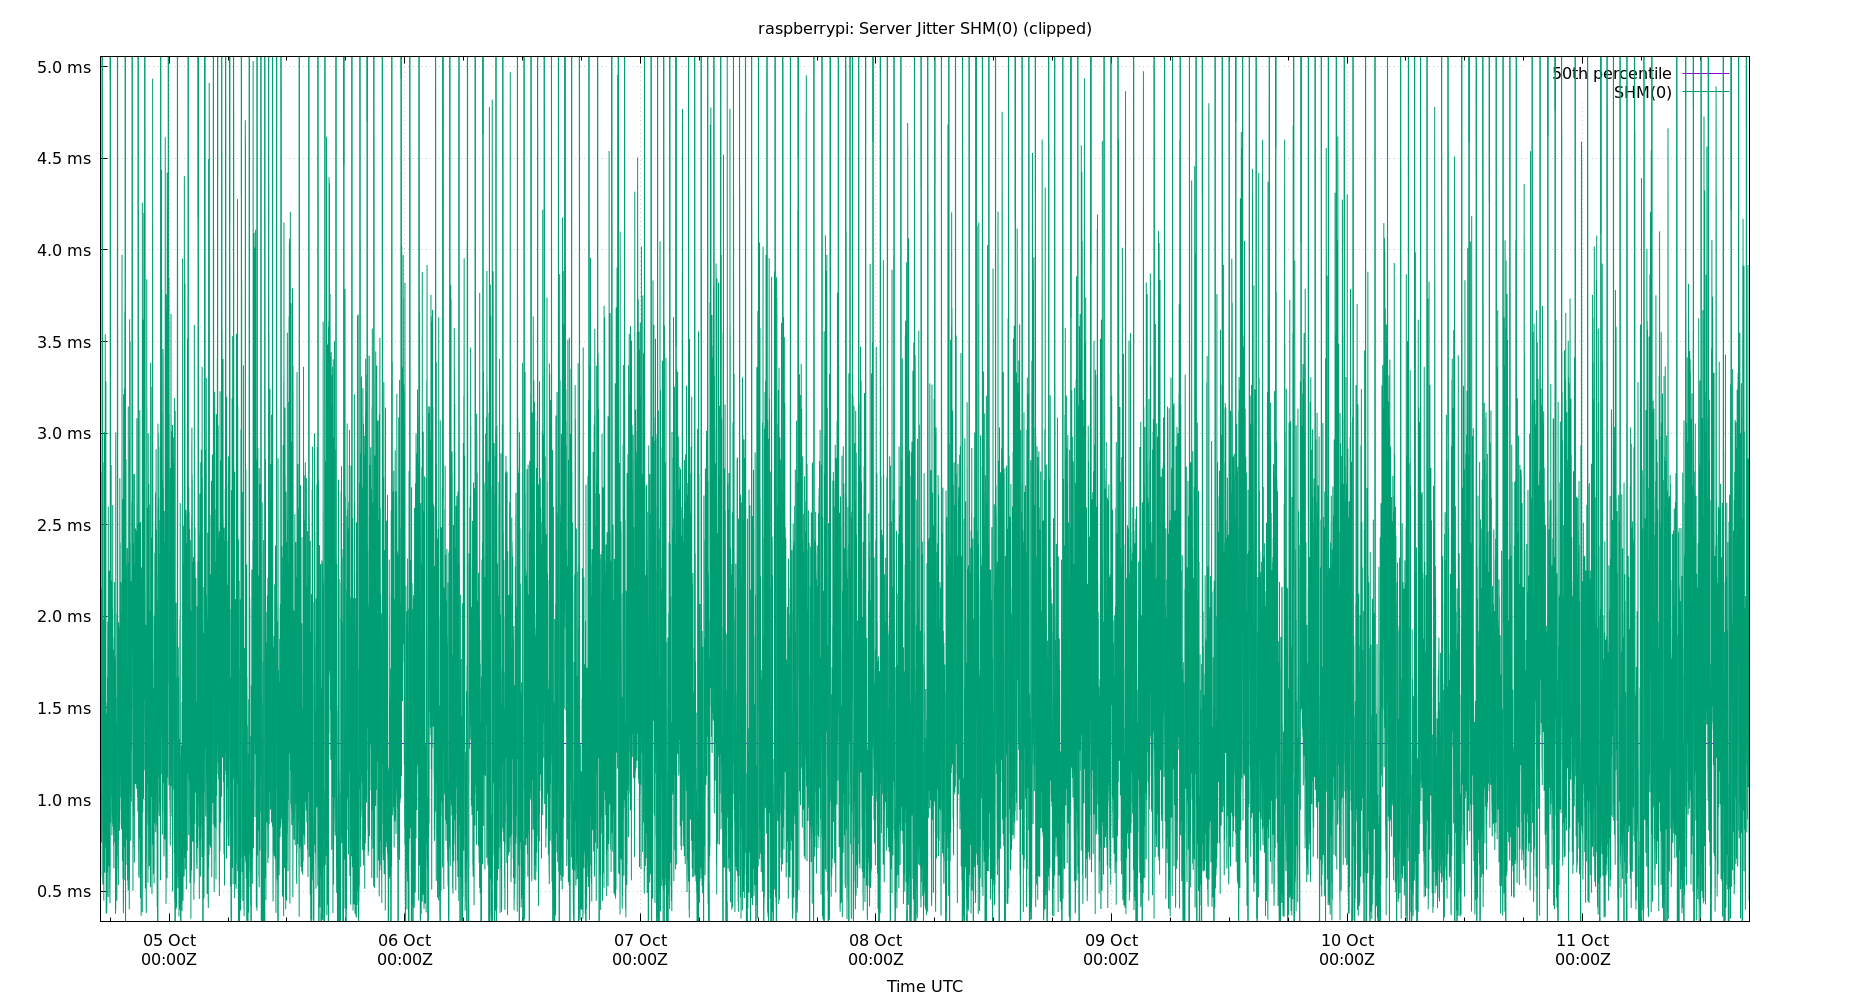 raspberrypi: Server Jitter SHM(0) (clipped)
5.0 ms
50th percentile
SHM(0)
4.5 ms
4.0 ms
3.5 ms
3.0 ms
2.5 ms
2.0 ms
1.5 ms
1.0 ms
0.5 ms
05 Oct 06 Oct 07 Oct 08 Oct 09 Oct 10 Oct 11 Oct
00:00Z 00:00Z 00:00Z 00:00Z 00:00Z 00:00Z 00:00Z
Time UTC